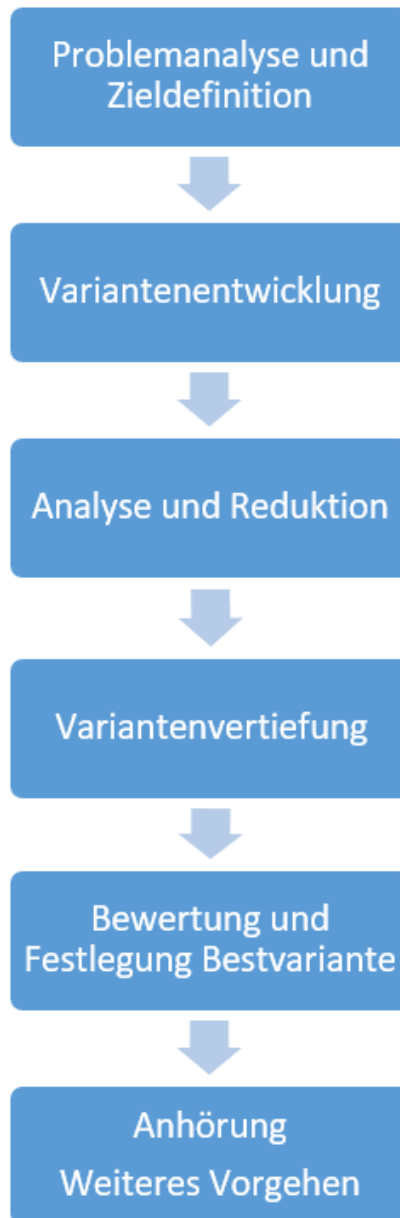 Problemanalyse und
Zieldefinition
Variantenentwicklung
Analyse und Reduktion
Variantenvertiefung
Bewertung und
Festlegung Bestvariante
Anhörung
Weiteres Vorgehen